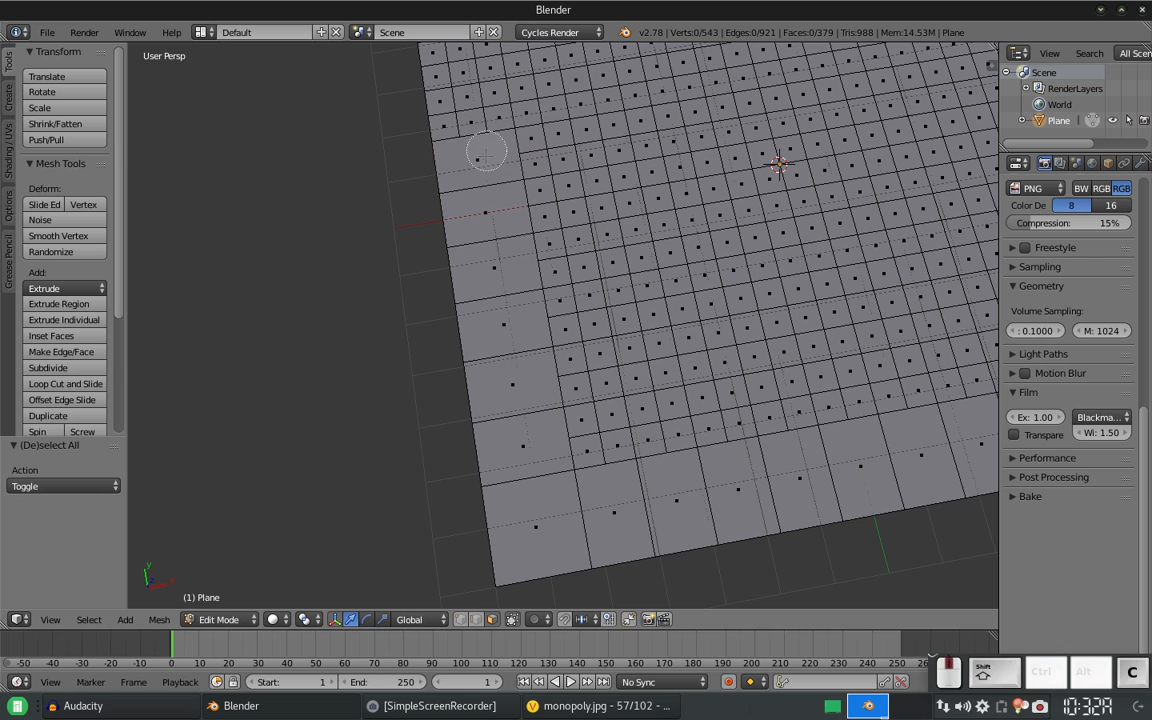 Blender
File Render Window Help Default Scene Cycles Render v2.78 | Verts:0/543 | Edges:0/921 | Faces:0/379 | Tris:988 | Mem:14.53M | Plane
View Search All Scen
Tools
Create
Shading / UVs
Options
Grease Pencil
Transform
Translate
Rotate
Scale
Shrink/Fatten
Push/Pull
Mesh Tools
Deform:
Slide Ed Vertex
Noise
Smooth Vertex
Randomize
Add:
Extrude
Extrude Region
Extrude Individual
Inset Faces
Make Edge/Face
Subdivide
Loop Cut and Slide
Offset Edge Slide
Duplicate
Spin Screw
(De)select All
Action
Toggle
User Persp
y
(1) Plane
Scene
RenderLayers
World
Plane
PNG BW RGB RGB
Color De 8 16
Compression: 15%
Freestyle
Sampling
Geometry
Volume Sampling:
: 0.1000 M: 1024
Light Paths
Motion Blur
Film
Ex: 1.00 Blackma...
Transpare Wi: 1.50
Performance
Post Processing
Bake
View Select Add Mesh Edit Mode Global
-50 -40 -30 -20 -10 0 10 20 30 40 50 60 70 80 90 100 110 120 130 140 150 160 170 180 190 200 210 220 230 240 250
View Marker Frame Playback Start: 1 End: 250 1 No Sync
Shift Ctrl Alt C
Audacity Blender [SimpleScreenRecorder] monopoly.jpg - 57/102 - ...